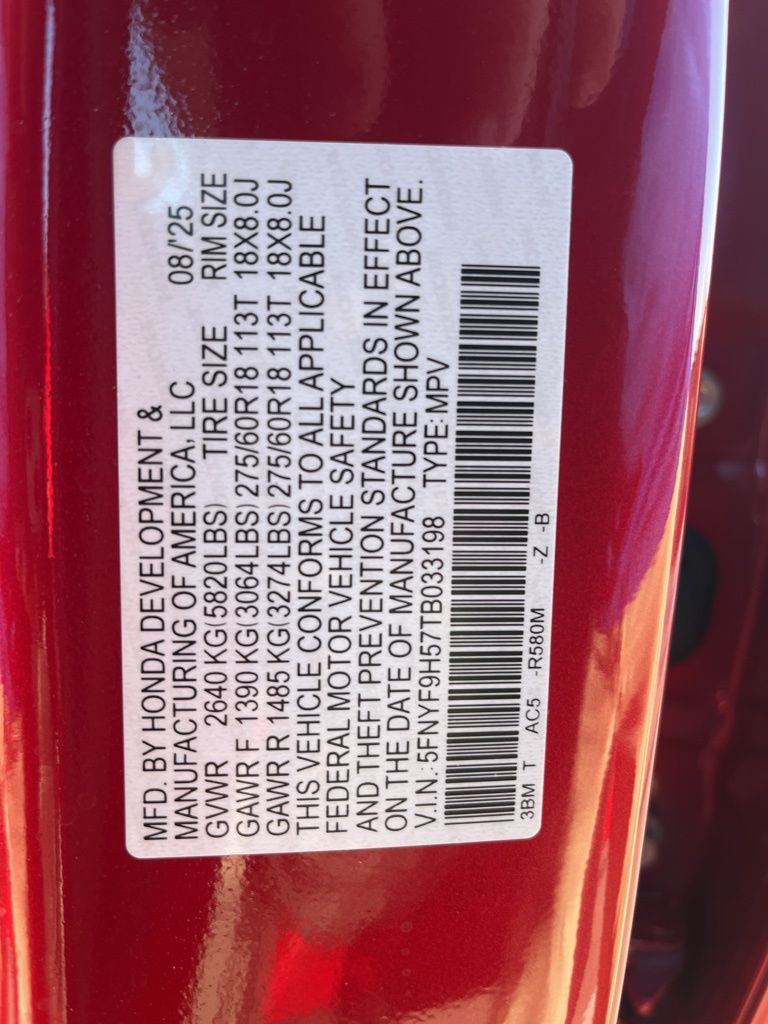 MFD. BY HONDA DEVELOPMENT &
MANUFACTURING OF AMERICA, LLC 08/'25
GVWR 2640 KG(5820LBS) TIRE SIZE RIM SIZE
GAWR F 1390 KG(3064LBS) 275/60R18 113T 18X8.0J
GAWR R 1485 KG(3274LBS) 275/60R18 113T 18X8.0J
THIS VEHICLE CONFORMS TO ALL APPLICABLE
FEDERAL MOTOR VEHICLE SAFETY
AND THEFT PREVENTION STANDARDS IN EFFECT
ON THE DATE OF MANUFACTURE SHOWN ABOVE.
V.I.N.: 5FNYF9H57TB033198 TYPE: MPV
3BM T AC5 -R580M -Z -B